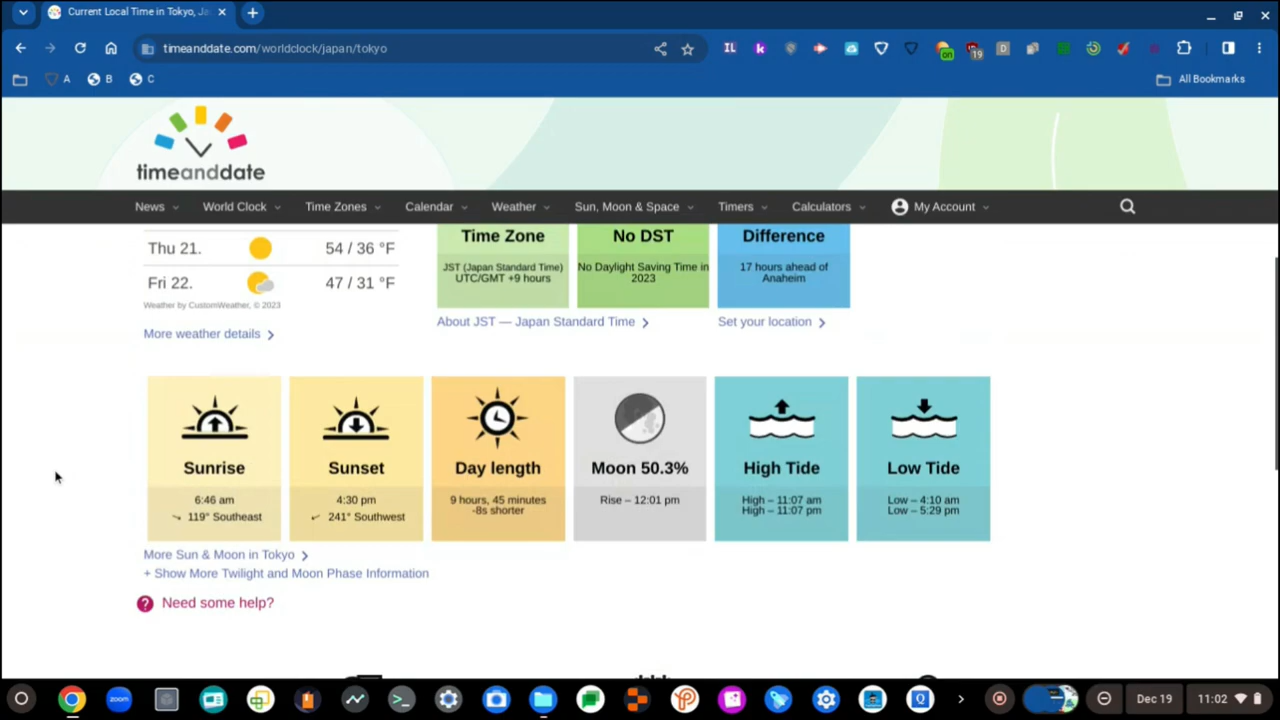 Current Local Time in Tokyo, Ja
timeanddate.com/worldclock/japan/tokyo
IL
k
on
19
D
A
B
C
All Bookmarks
timeanddate
News
World Clock
Time Zones
Calendar
Weather
Sun, Moon & Space
Timers
Calculators
My Account
Thu 21.
54 / 36 °F
Fri 22.
47 / 31 °F
Weather by CustomWeather, © 2023
More weather details
Time Zone
JST (Japan Standard Time)
UTC/GMT +9 hours
No DST
No Daylight Saving Time in
2023
Difference
17 hours ahead of
Anaheim
About JST — Japan Standard Time
Set your location
Sunrise
6:46 am
119° Southeast
Sunset
4:30 pm
241° Southwest
Day length
9 hours, 45 minutes
-8s shorter
Moon 50.3%
Rise – 12:01 pm
High Tide
High – 11:07 am
High – 11:07 pm
Low Tide
Low – 4:10 am
Low – 5:29 pm
More Sun & Moon in Tokyo
+ Show More Twilight and Moon Phase Information
? Need some help?
zoom
Q
Dec 19
11:02